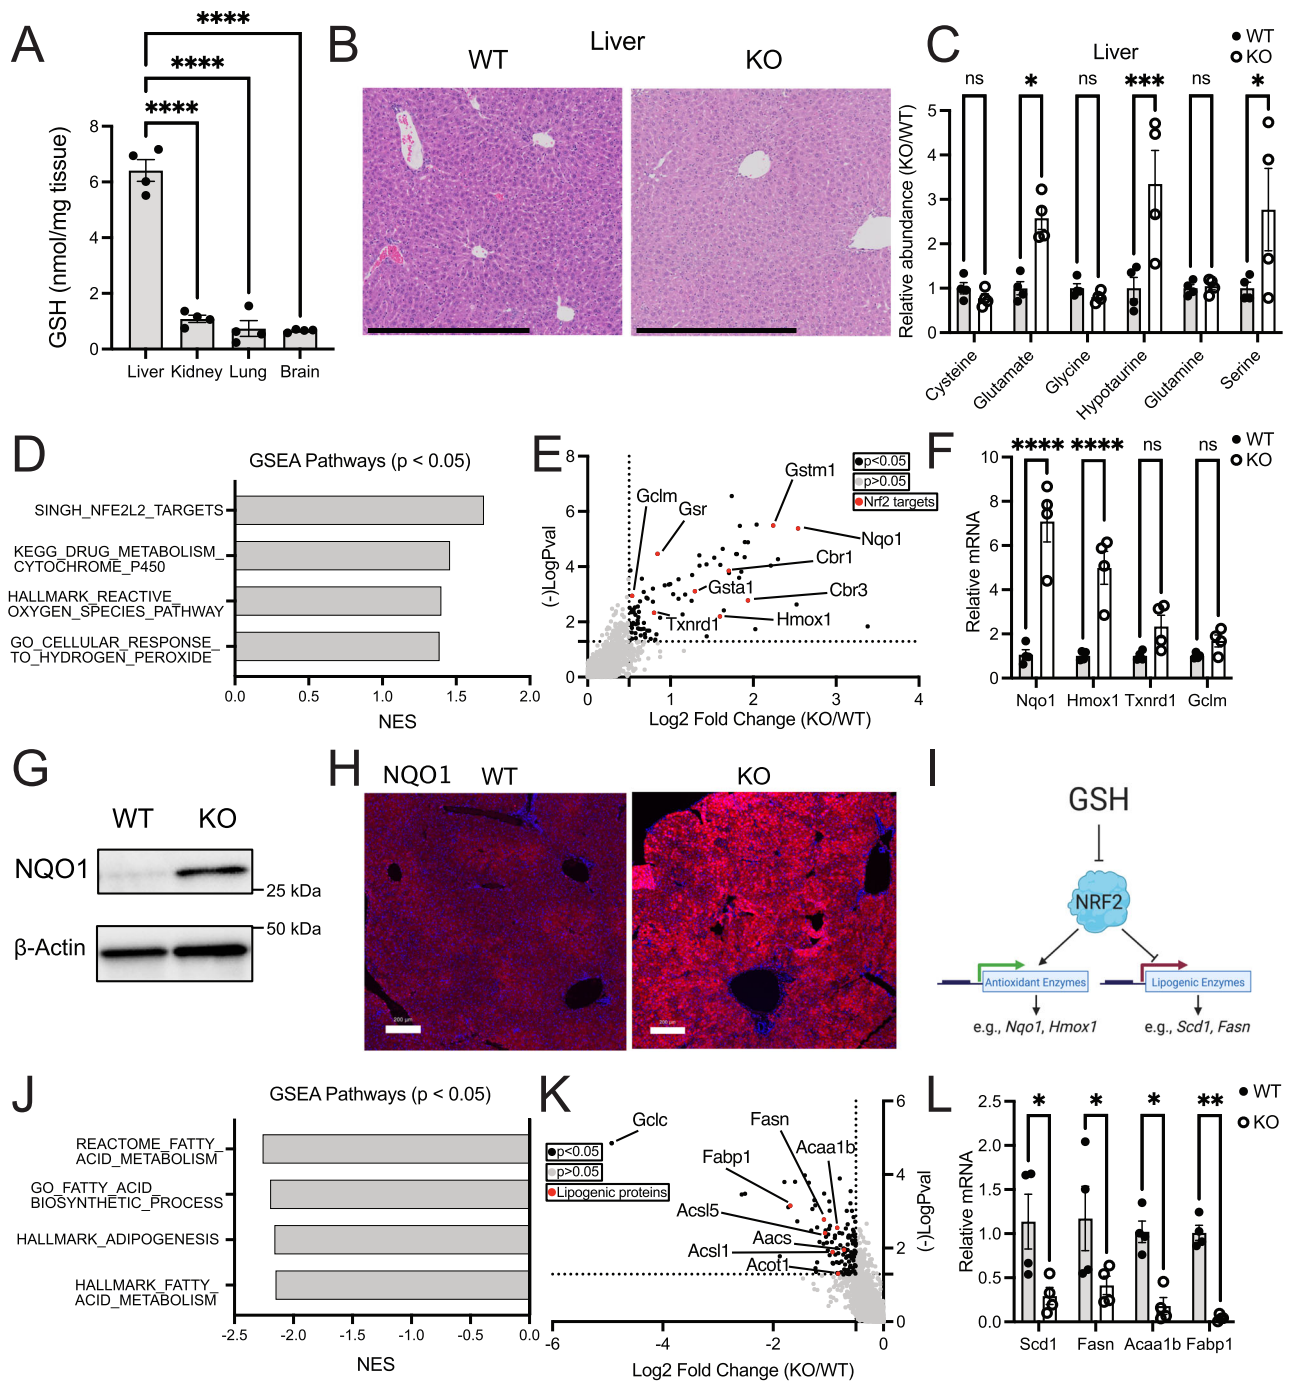 A
****
****
****
GSH (nmol/mg tissue)
8
6
4
2
0
Liver
Kidney
Lung
Brain
B
Liver
WT
KO
C
WT
KO
Liver
ns
*
ns
***
ns
*
Relative abundance (KO/WT)
5
4
3
2
1
0
Cysteine
Glutamate
Glycine
Hypotaurine
Glutamine
Serine
D
GSEA Pathways (p < 0.05)
SINGH_NFE2L2_TARGETS
KEGG_DRUG_METABOLISM_
CYTOCHROME_P450
HALLMARK_REACTIVE_
OXYGEN_SPECIES_PATHWAY
GO_CELLULAR_RESPONSE_
TO_HYDROGEN_PEROXIDE
0.0
0.5
1.0
1.5
2.0
NES
E
8
6
4
2
0
(-)LogPval
p<0.05
p>0.05
Nrf2 targets
Gstm1
Gclm
Gsr
Nqo1
Cbr1
Gsta1
Cbr3
Txnrd1
Hmox1
0
1
2
3
4
Log2 Fold Change (KO/WT)
F
WT
KO
****
****
ns
ns
Relative mRNA
10
8
6
4
2
0
Nqo1
Hmox1
Txnrd1
Gclm
G
WT
KO
NQO1
25 kDa
50 kDa
β-Actin
H
NQO1
WT
KO
200 μm
200 μm
I
GSH
NRF2
Antioxidant Enzymes
Lipogenic Enzymes
e.g., Nqo1, Hmox1
e.g., Scd1, Fasn
J
GSEA Pathways (p < 0.05)
REACTOME_FATTY_
ACID_METABOLISM
GO_FATTY_ACID_
BIOSYNTHETIC_PROCESS
HALLMARK_ADIPOGENESIS
HALLMARK_FATTY_
ACID_METABOLISM
-2.5
-2.0
-1.5
-1.0
-0.5
0.0
NES
K
Gclc
p<0.05
p>0.05
Lipogenic proteins
Fasn
Acaa1b
Fabp1
Acsl5
Aacs
Acsl1
Acot1
6
4
2
0
(-)LogPval
-6
-4
-2
0
Log2 Fold Change (KO/WT)
L
WT
KO
*
*
*
**
Relative mRNA
2.5
2.0
1.5
1.0
0.5
0.0
Scd1
Fasn
Acaa1b
Fabp1